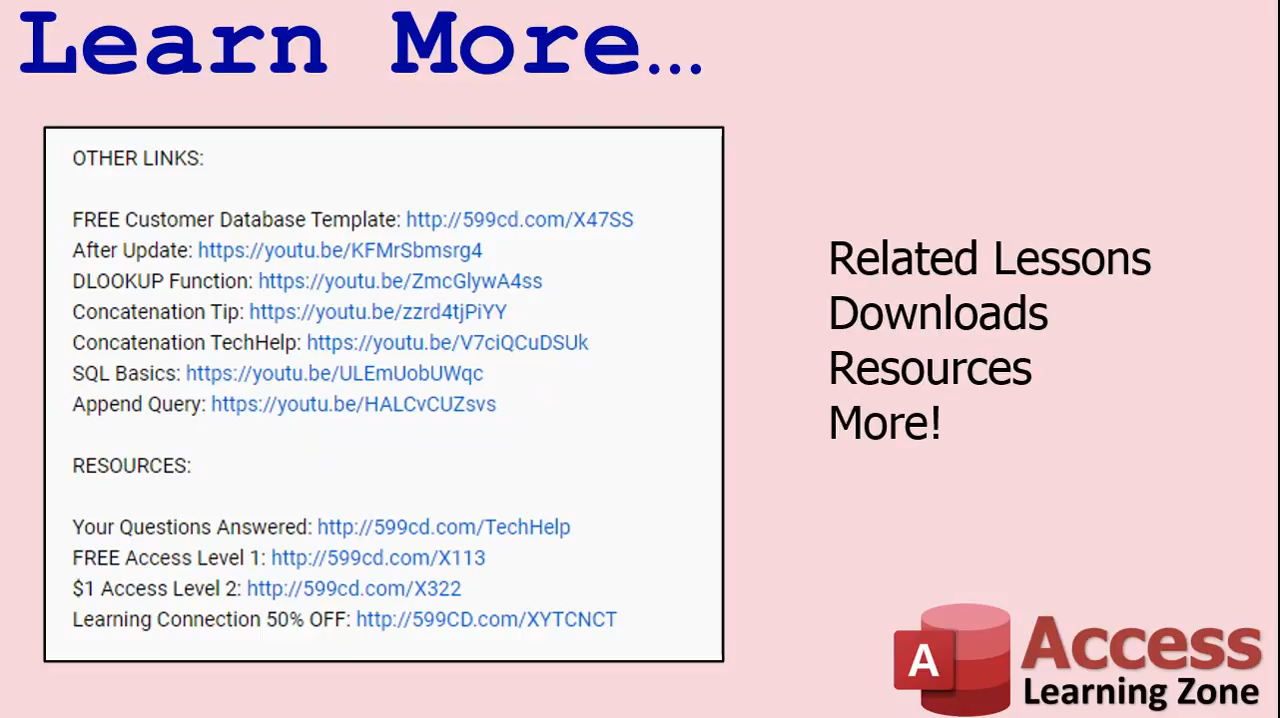 Learn More...
OTHER LINKS:
FREE Customer Database Template: http://599cd.com/X47SS
After Update: https://youtu.be/KFMrSbmsrg4
DLOOKUP Function: https://youtu.be/ZmcGlywA4ss
Concatenation Tip: https://youtu.be/zzrd4tjPiYY
Concatenation TechHelp: https://youtu.be/V7ciQCuDSUk
SQL Basics: https://youtu.be/ULEmUobUWqc
Append Query: https://youtu.be/HALCvCUZsvs
RESOURCES:
Your Questions Answered: http://599cd.com/TechHelp
FREE Access Level 1: http://599cd.com/X113
$1 Access Level 2: http://599cd.com/X322
Learning Connection 50% OFF: http://599CD.com/XYTCNCT
Related Lessons
Downloads
Resources
More!
A
Access
Learning Zone